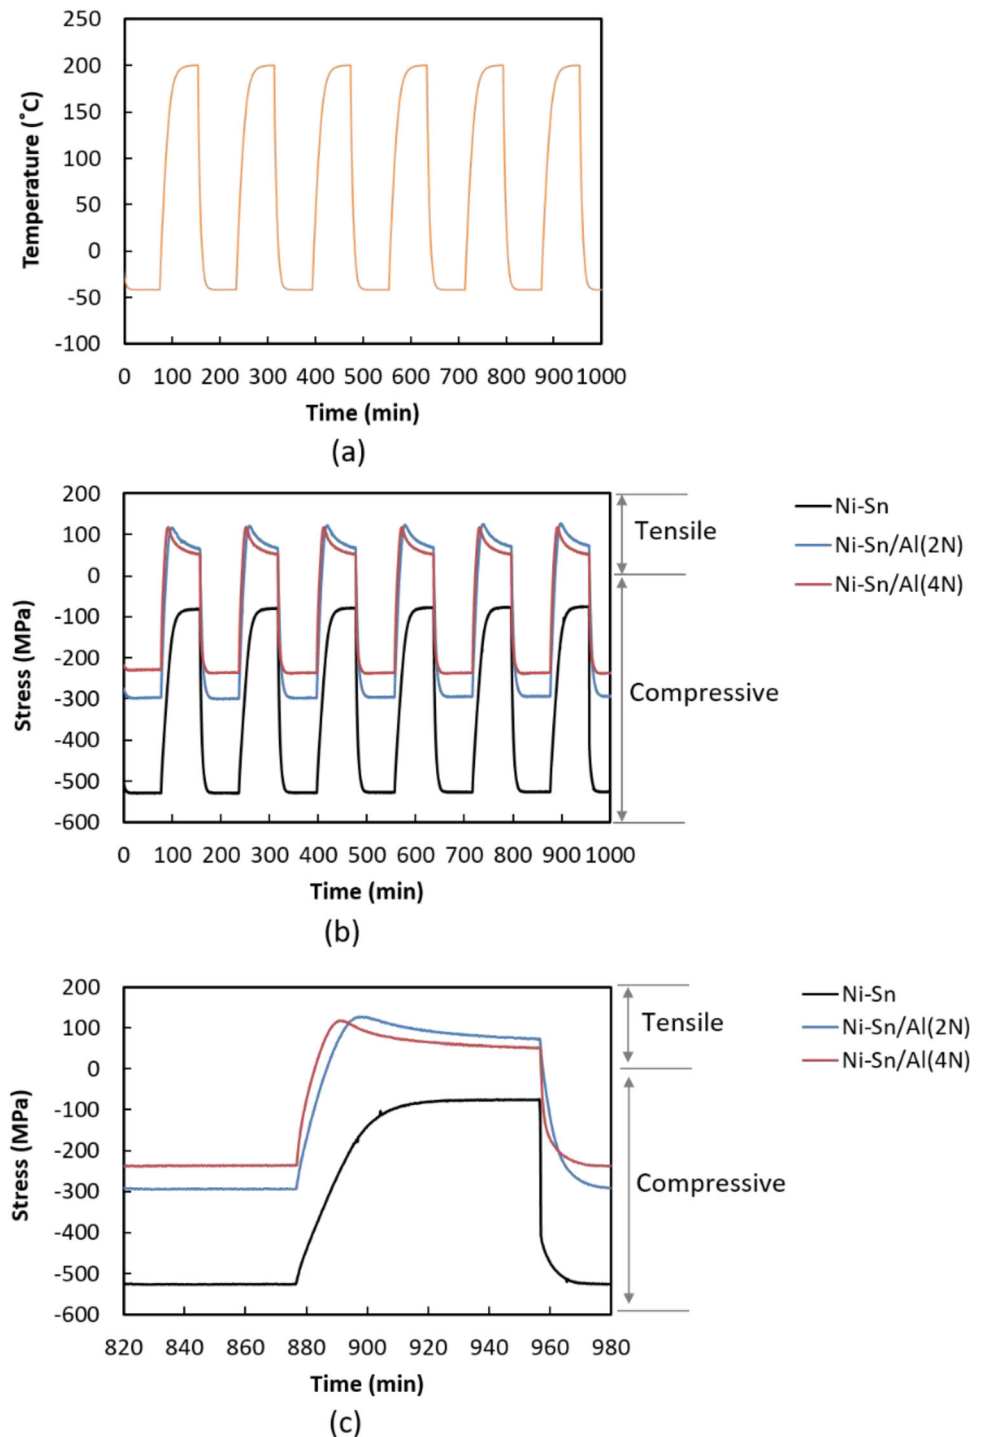 250
200
150
100
50
0
-50
-100
Temperature (˚C)
0 100 200 300 400 500 600 700 800 900 1000
Time (min)
(a)
200
100
0
-100
-200
-300
-400
-500
-600
Stress (MPa)
Tensile
Compressive
Ni-Sn
Ni-Sn/Al(2N)
Ni-Sn/Al(4N)
0 100 200 300 400 500 600 700 800 900 1000
Time (min)
(b)
200
100
0
-100
-200
-300
-400
-500
-600
Stress (MPa)
Tensile
Compressive
Ni-Sn
Ni-Sn/Al(2N)
Ni-Sn/Al(4N)
820 840 860 880 900 920 940 960 980
Time (min)
(c)